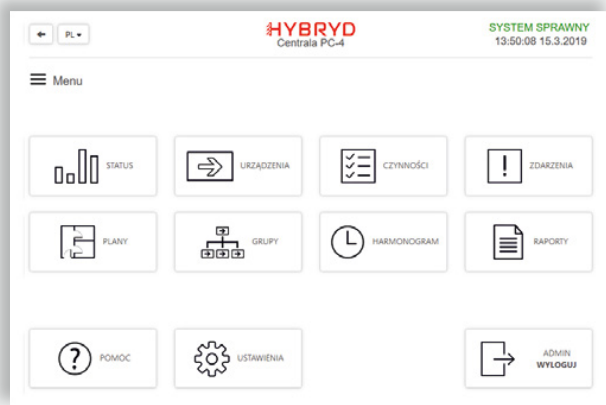 PL
HYBRYD
Centrala PC-4
SYSTEM SPRAWNY
13:50:08 15.3.2019
Menu
STATUS
URZĄDZENIA
CZYNNOŚCI
ZDARZENIA
PLANY
GRUPY
HARMONOGRAM
RAPORTY
POMOC
USTAWIENIA
ADMIN
WYLOGUJ